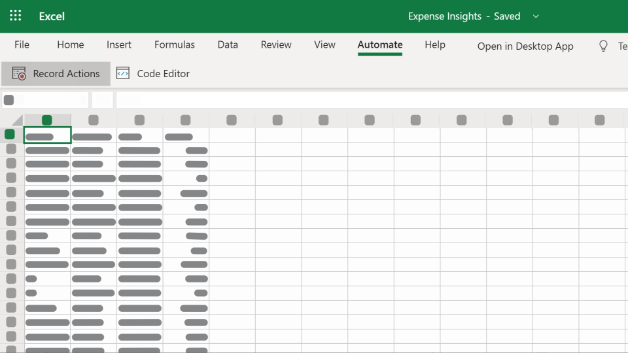 Excel
Expense Insights - Saved
File Home Insert Formulas Data Review View Automate Help Open in Desktop App
Record Actions Code Editor